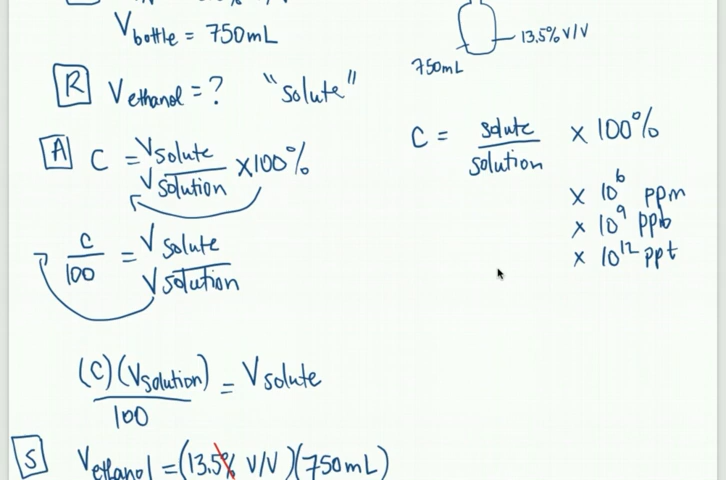 V bottle = 750mL
13.5% V/V
750mL
R V ethanol = ? "solute"
A C = V solute / V solution x 100%
C = solute / solution x 100%
x 10^6 ppm
x 10^9 ppb
x 10^12 ppt
C / 100 = V solute / V solution
(C)(V solution) / 100 = V solute
S V ethanol = (13.5% V/V)(750mL)